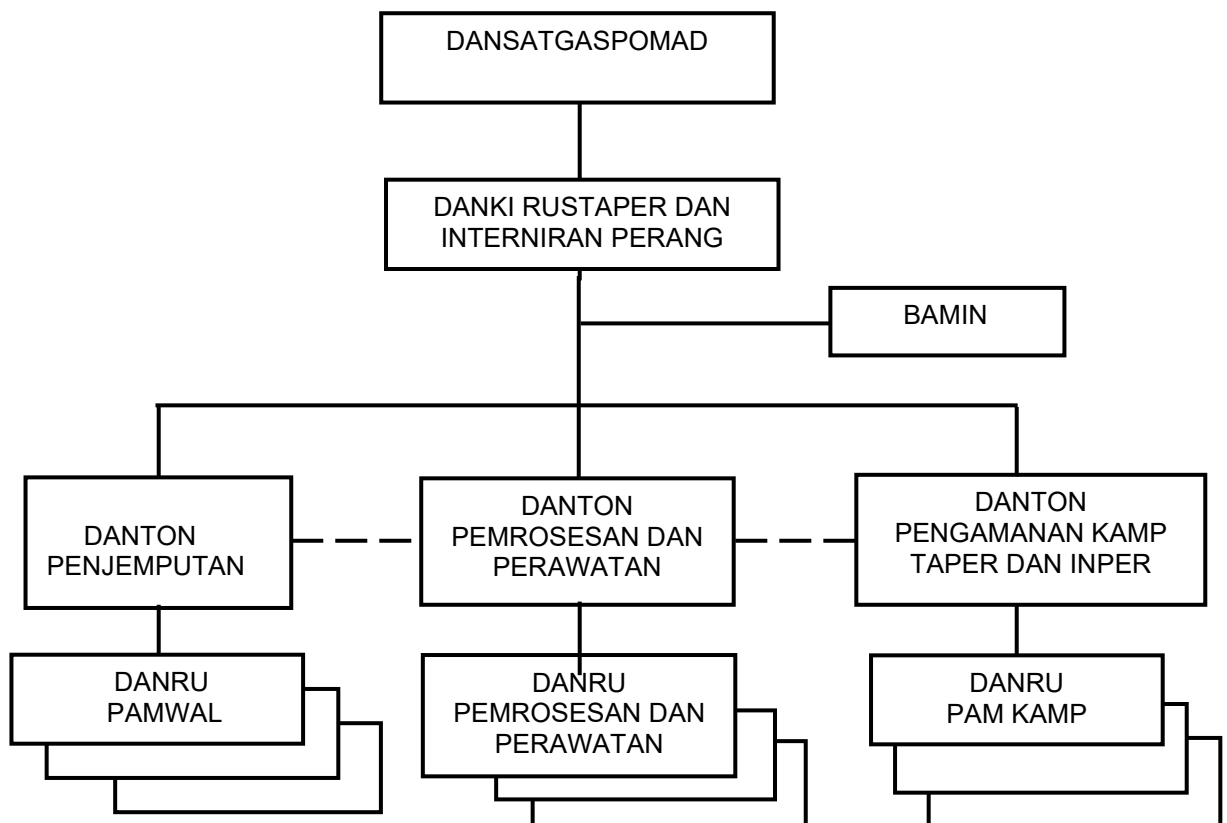 DANSATGASPOMAD
DANKI RUSTAPER DAN
INTERNIRAN PERANG
BAMIN
DANTON
PENJEMPUTAN
DANTON
PEMROSESAN DAN
PERAWATAN
DANTON
PENGAMANAN KAMP
TAPER DAN INPER
DANRU
PAMWAL
DANRU
PEMROSESAN DAN
PERAWATAN
DANRU
PAM KAMP